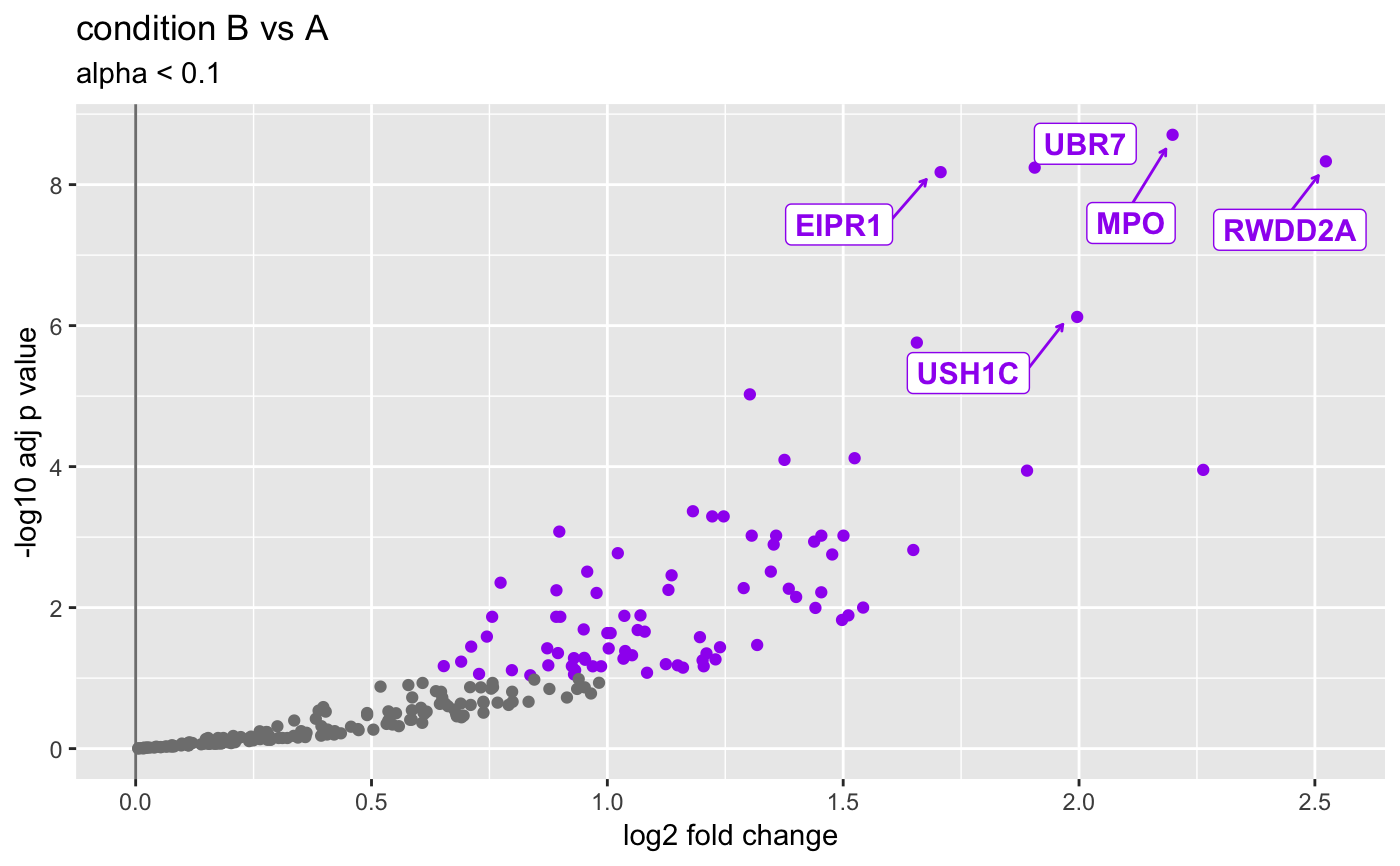 condition B vs A
alpha < 0.1
UBR7
EIPR1
MPO
RWDD2A
USH1C
-log10 adj p value
8
6
4
2
0
0.0
0.5
1.0
1.5
2.0
2.5
log2 fold change